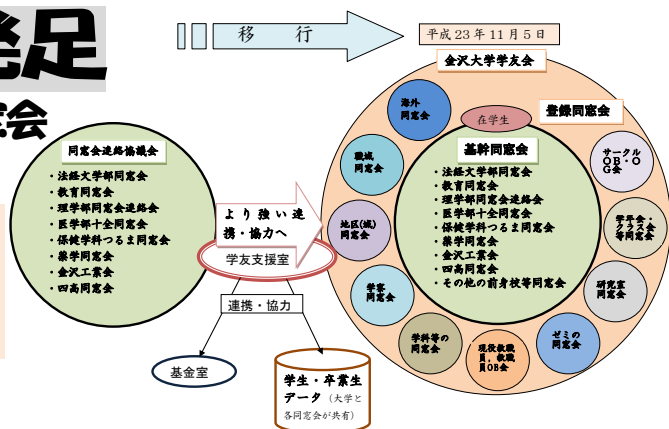 発足
移　行
平成23年11月5日
金沢大学学友会
窓会
海外
同窓会
在学生
登録同窓会
同窓会連絡協議会
・法経文学部同窓会
・教育同窓会
・理学部同窓会連絡会
・医学部十全同窓会
・保健学科つるま同窓会
・薬学同窓会
・金沢工業会
・四高同窓会
より強い連
携・協力へ
学友支援室
連携・協力
基金室
学生・卒業生
データ（大学と
各同窓会が共有）
職域
同窓会
地区(域)
同窓会
学寮
同窓会
学科等の
同窓会
現役教職
員，教職
員OB会
ゼミの
同窓会
研究室
同窓会
学年会・
クラス会
等同窓会
サークル
OB・O
G会
基幹同窓会
・法経文学部同窓会
・教育同窓会
・理学部同窓会連絡会
・医学部十全同窓会
・保健学科つるま同窓会
・薬学同窓会
・金沢工業会
・四高同窓会
・その他の前身校等同窓会